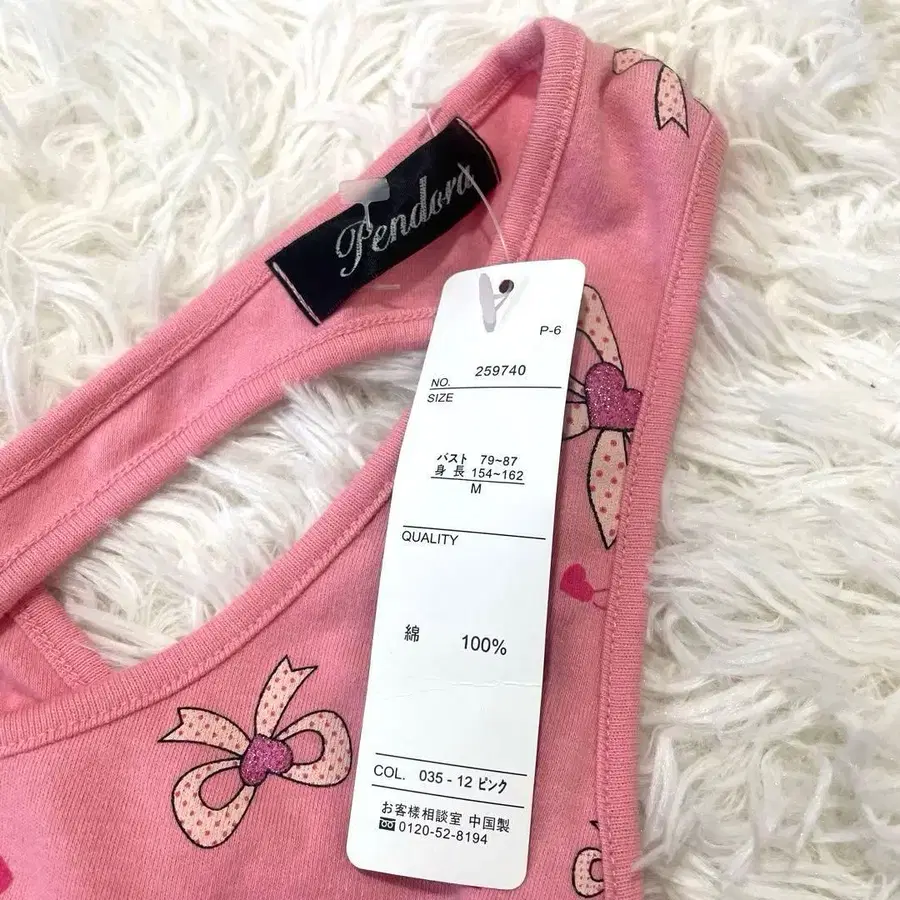 Pendora
P-6
NO. 259740
SIZE
バスト 79~87
身長 154~162
M
QUALITY
綿 100%
COL. 035 - 12 ピンク
お客様相談室 中国製
0120-52-8194